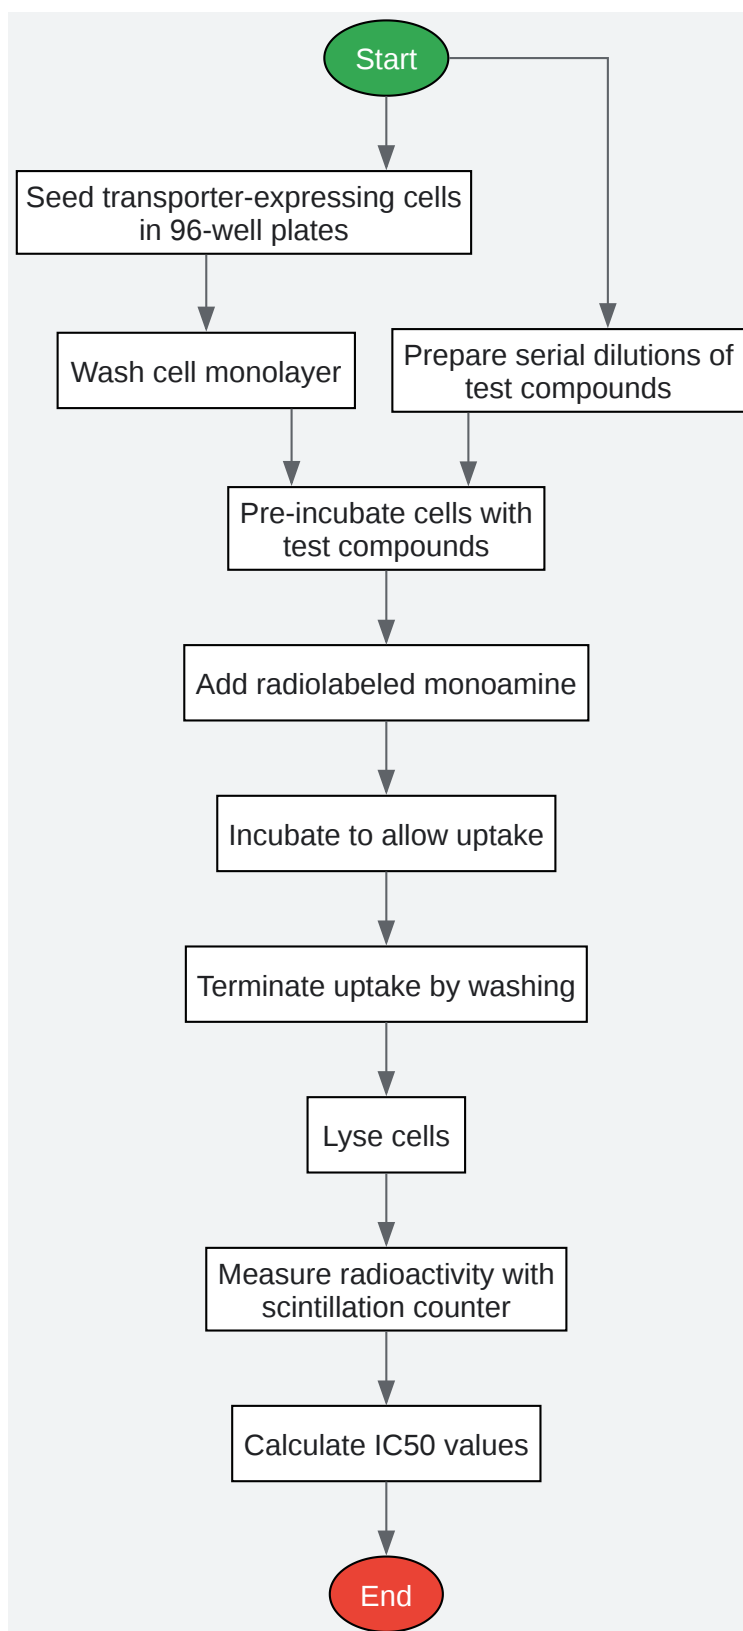 Start
Seed transporter-expressing cells
in 96-well plates
Wash cell monolayer
Prepare serial dilutions of
test compounds
Pre-incubate cells with
test compounds
Add radiolabeled monoamine
Incubate to allow uptake
Terminate uptake by washing
Lyse cells
Measure radioactivity with
scintillation counter
Calculate IC50 values
End